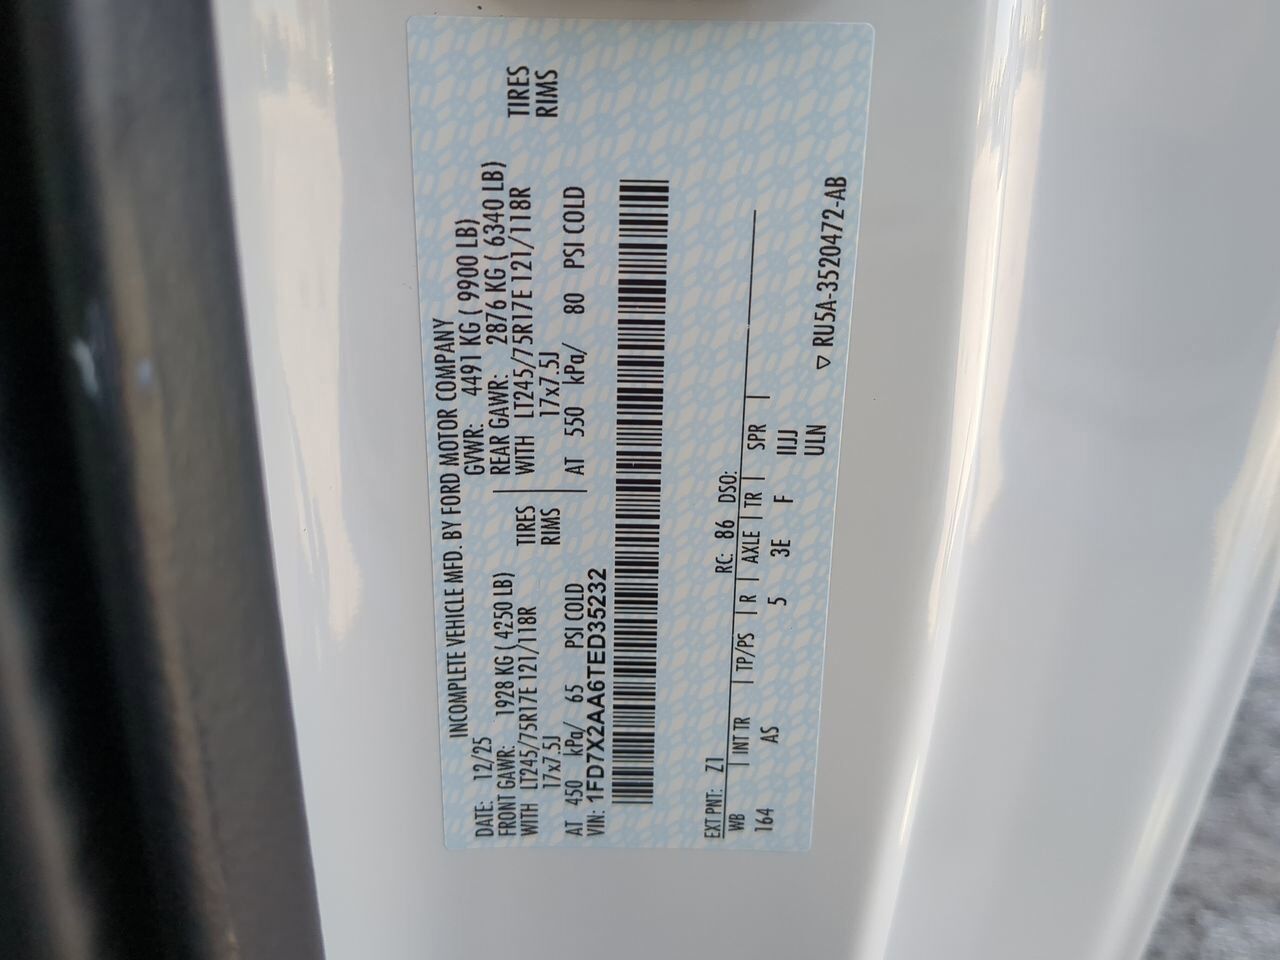 INCOMPLETE VEHICLE MFD. BY FORD MOTOR COMPANY
DATE: 12/25 GVWR: 4491 KG ( 9900 LB)
FRONT GAWR: 1928 KG ( 4250 LB) REAR GAWR: 2876 KG ( 6340 LB)
WITH LT245/75R17E 121/118R TIRES WITH LT245/75R17E 121/118R TIRES
17x7.5J RIMS 17x7.5J RIMS
AT 450 kPa/ 65 PSI COLD AT 550 kPa/ 80 PSI COLD
VIN: 1FD7X2AA6TED35232
EXT PNT: Z1 RC: 86 DSO:
WB | INT TR | TP/PS | R | AXLE | TR | SPR |
164 AS 5 3E F IIJJ
ULN
▽ RU5A-3520472-AB